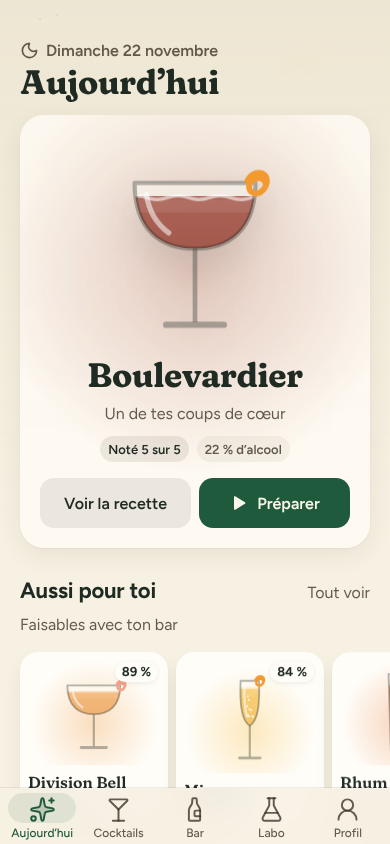 Dimanche 22 novembre
Aujourd’hui
Boulevardier
Un de tes coups de cœur
Noté 5 sur 5
22 % d’alcool
Voir la recette
Préparer
Aussi pour toi
Tout voir
Faisables avec ton bar
89 %
84 %
Division Bell
Rhum
Aujourd’hui
Cocktails
Bar
Labo
Profil